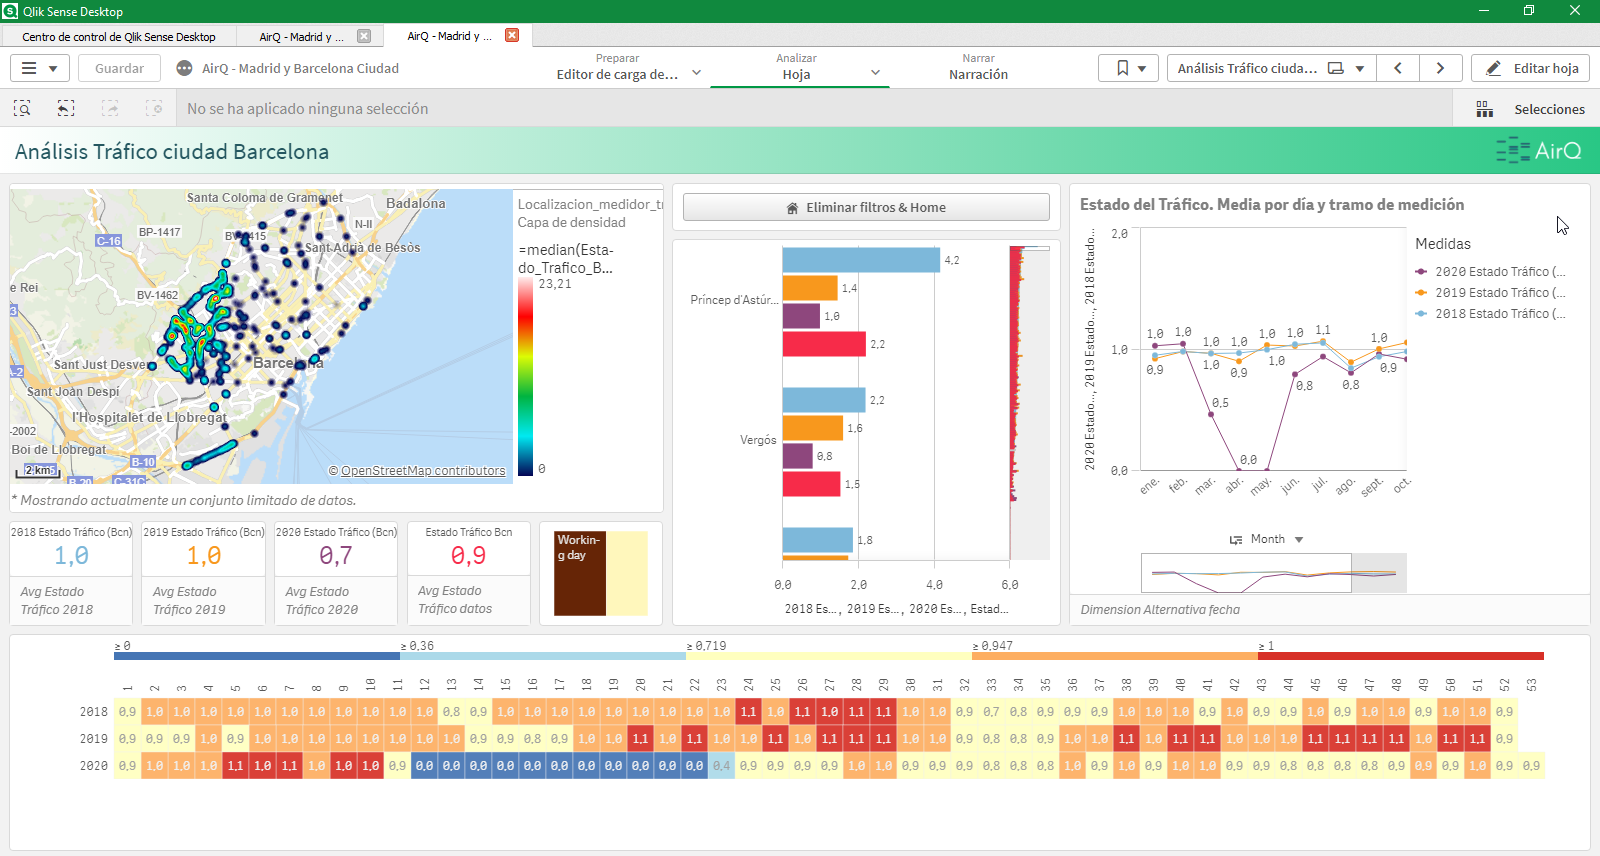 Qlik Sense Desktop
Centro de control de Qlik Sense Desktop
AirQ - Madrid y ...
AirQ - Madrid y ...
Guardar
AirQ - Madrid y Barcelona Ciudad
Preparar
Editor de carga de...
Analizar
Hoja
Narrar
Narración
Análisis Tráfico ciuda...
Editar hoja
No se ha aplicado ninguna selección
Selecciones
Análisis Tráfico ciudad Barcelona
AirQ
Santa Coloma de Gramenet
Badalona
N-II
BP-1417
C-16
BV-1415
Sant Adrià de Besòs
e Rei
BV-1462
Sant Just Desve
Barcelona
Sant Joan Despí
l'Hospitalet de Llobregat
-2002
Boi de Llobregat
B-10
B-20
C-31C
A-2
2 km
© OpenStreetMap contributors
Localizacion_medidor_tr
Capa de densidad
=median(Esta-
do_Trafico_B...
23,21
0
* Mostrando actualmente un conjunto limitado de datos.
2018 Estado Tráfico (Bcn)
1,0
Avg Estado
Tráfico 2018
2019 Estado Tráfico (Bcn)
1,0
Avg Estado
Tráfico 2019
2020 Estado Tráfico (Bcn)
0,7
Avg Estado
Tráfico 2020
Estado Tráfico Bcn
0,9
Avg Estado
Tráfico datos
Workin-
g day
Eliminar filtros & Home
Príncep d'Astúr...
4,2
1,4
1,0
2,2
Vergós
2,2
1,6
0,8
1,5
1,8
0,0 2,0 4,0 6,0
2018 Es..., 2019 Es..., 2020 Es..., Estad...
Estado del Tráfico. Media por día y tramo de medición
2020 Estado..., 2019 Estado..., 2018 Estado...
2,0
1,0
0,0
1,0 1,0 1,0 1,0 1,0 1,0 1,1 1,0
0,9 1,0 0,9 1,0 0,8 0,8 0,9
0,5
0,0
ene. feb. mar. abr. may. jun. jul. ago. sept. oct.
Medidas
2020 Estado Tráfico (...
2019 Estado Tráfico (...
2018 Estado Tráfico (...
Month
Dimension Alternativa fecha
≥ 0 ≥ 0,36 ≥ 0,719 ≥ 0,947 ≥ 1
1 2 3 4 5 6 7 8 9 10 11 12 13 14 15 16 17 18 19 20 21 22 23 24 25 26 27 28 29 30 31 32 33 34 35 36 37 38 39 40 41 42 43 44 45 46 47 48 49 50 51 52 53
2018 0,9 1,0 1,0 1,0 1,0 1,0 1,0 1,0 1,0 1,0 1,0 1,0 0,8 0,9 1,0 1,0 1,0 1,0 1,0 1,0 1,0 1,0 1,0 1,1 1,0 1,1 1,0 1,1 1,1 1,0 1,0 0,9 0,7 0,8 0,9 0,9 0,9 1,0 1,0 1,0 0,9 1,0 0,9 0,9 1,0 0,9 1,0 1,0 0,9 1,0 1,0 0,9
2019 0,9 0,9 0,9 1,0 0,9 1,0 1,0 1,0 1,0 1,0 1,0 1,0 1,0 0,9 0,9 0,8 0,9 1,0 1,0 1,1 1,0 1,1 1,0 1,0 1,1 1,0 1,1 1,1 1,1 1,0 1,0 0,9 0,8 0,8 0,9 1,0 1,0 1,1 1,0 1,1 1,1 1,0 1,0 1,0 1,1 1,1 1,1 1,1 1,0 1,1 1,1 0,9
2020 0,9 1,0 1,0 1,0 1,1 1,0 1,1 1,0 1,0 1,0 0,9 0,0 0,0 0,0 0,0 0,0 0,0 0,0 0,0 0,0 0,0 0,0 0,4 0,9 0,9 0,9 0,9 1,0 1,0 0,9 0,9 0,9 0,8 0,8 0,8 1,0 0,9 1,0 0,9 1,0 1,0 0,9 0,9 0,8 0,8 0,8 0,8 0,9 0,9 0,9 1,0 0,9 0,9